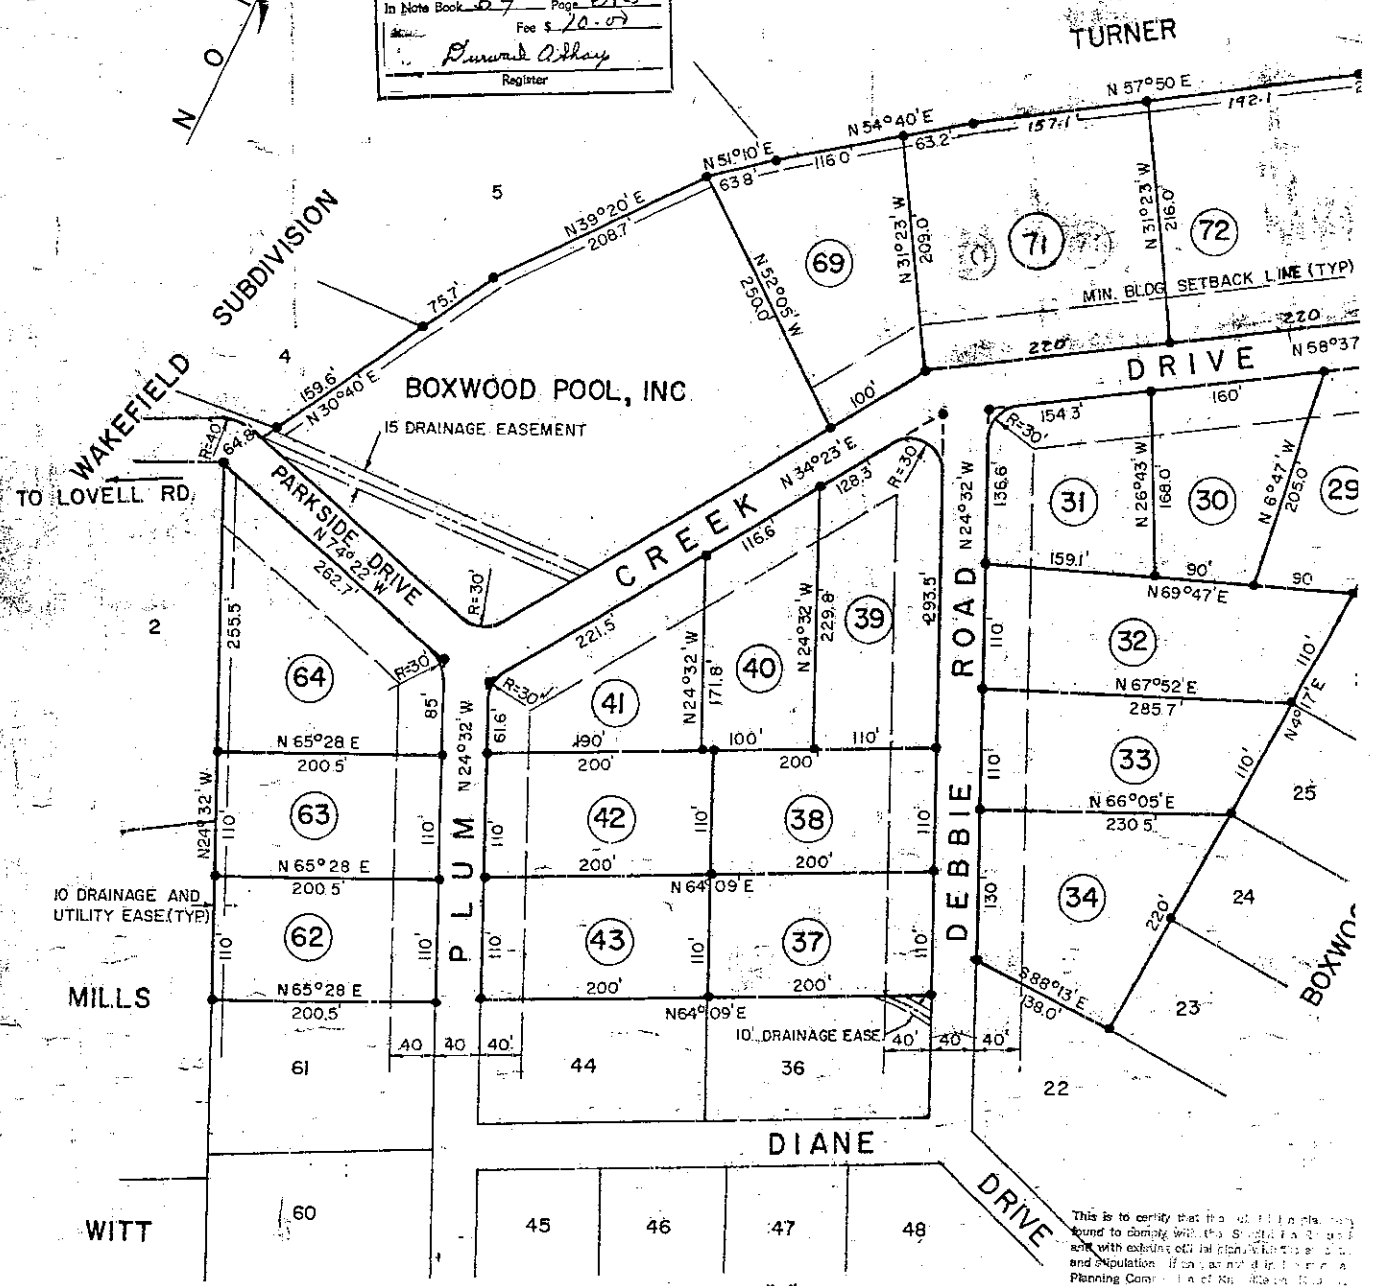 In Note Book
Page
Fee $ 10.00
Register
N O
TURNER
WAKEFIELD SUBDIVISION
5
4
N 57°50 E
192.1
N 54°40'E
63.2'
157.1'
N 51°10'E
63.8'
116.0'
N 39°20'E
208.7'
75.7'
159.6'
N 30°40' E
N 52°05' W
250.0'
69
N 31°23' W
209.0'
71
N 31°23' W
216.0'
72
MIN. BLDG SETBACK LINE (TYP)
220'
220
BOXWOOD POOL, INC
15 DRAINAGE EASEMENT
100'
DRIVE
N 58°37
R=40'
64.8
TO LOVELL RD.
PARKSIDE DRIVE
N 74°22' W
262.7'
CREEK
N 34°23' E
128.3'
R=30'
116.6'
221.5'
R=30'
R=30'
154.3'
160'
N 24°32' W
136.6'
31
N 26°43' W
168.0'
30
N 6°47' W
205.0'
29
159.1'
90'
N 69°47'E
90
2
255.5'
64
R=30'
85'
R=30'
61.6'
N 24°32' W
41
N 24°32' W
171.8'
40
N 24°32' W
229.8'
39
293.5'
ROAD
110'
32
N 67°52'E
285.7'
110'
N 4°17' E
N 65°28 E
200.5'
190'
200'
100'
110'
200'
110'
33
110'
25
N 24°32' W
110'
63
110'
PLUM
110'
42
110'
38
DEBBIE
N 66°05'E
230.5'
N 65°28 E
200.5'
200'
N 64°09'E
200'
10 DRAINAGE AND
UTILITY EASE.(TYP)
110'
62
110'
110'
43
110'
37
110'
130'
34
220'
24
MILLS
N 65°28 E
200.5'
200'
N64°09'E
200'
S 88°13' E
138.0'
23
10' DRAINAGE EASE.
40
40
40'
40'
40'
40'
61
44
36
22
DIANE
DRIVE
WITT
60
45
46
47
48
This is to certify that
found to comply with the
and with existing official plans
and stipulation
Planning